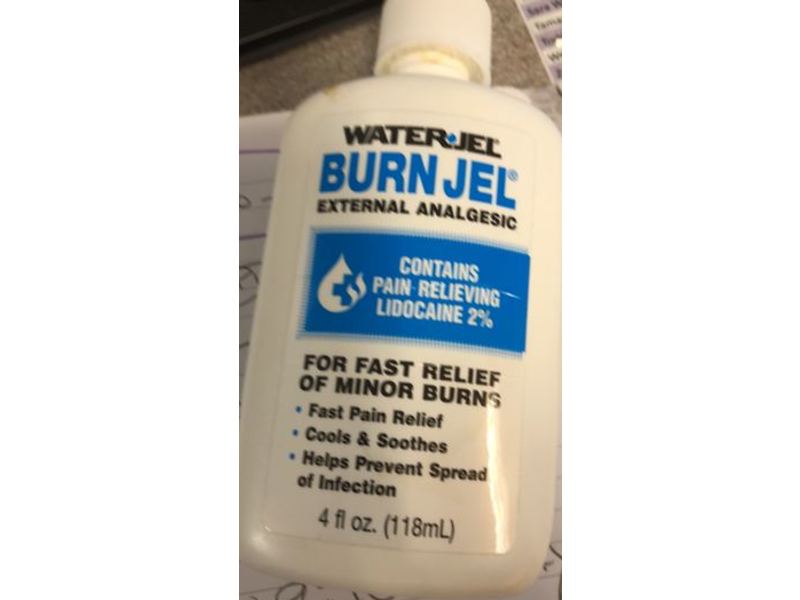 WATER·JEL
BURN JEL®
EXTERNAL ANALGESIC
CONTAINS
PAIN-RELIEVING
LIDOCAINE 2%
FOR FAST RELIEF
OF MINOR BURNS
• Fast Pain Relief
• Cools & Soothes
• Helps Prevent Spread
of Infection
4 fl oz. (118mL)